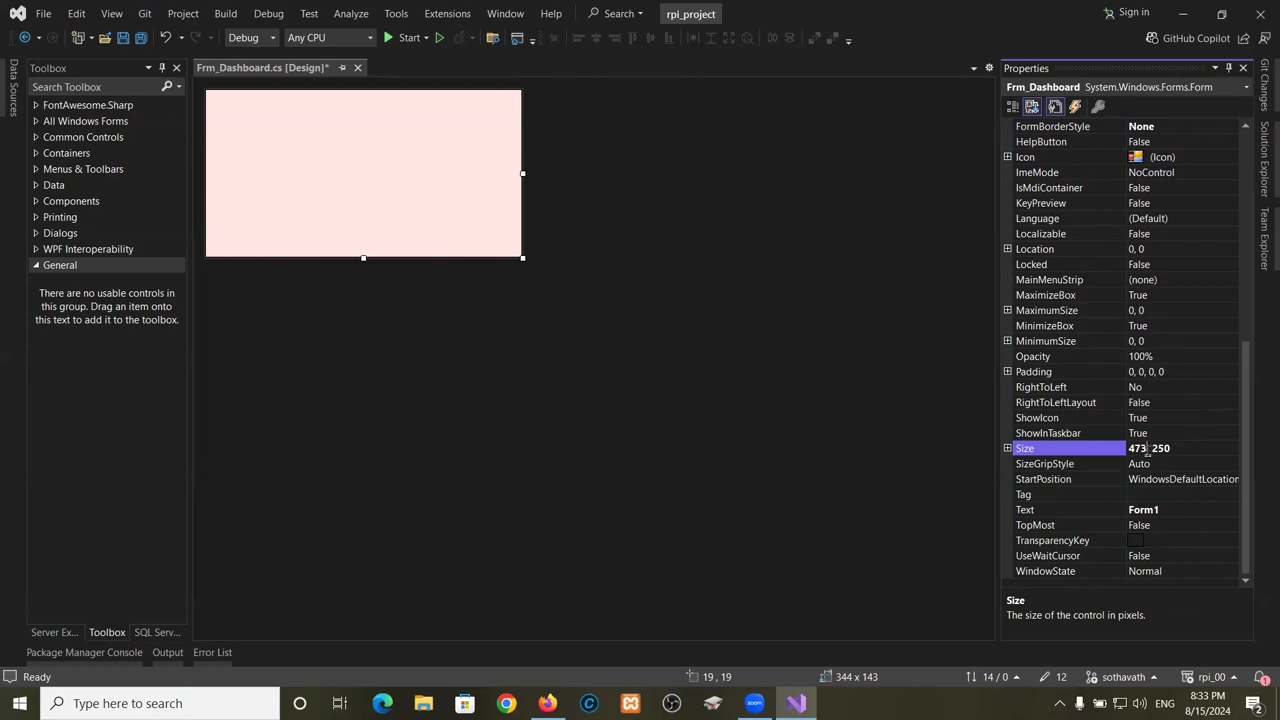 File Edit View Git Project Build Debug Test Analyze Tools Extensions Window Help Search rpi_project Sign in
Debug Any CPU Start GitHub Copilot
Data Sources
Toolbox
Search Toolbox
FontAwesome.Sharp
All Windows Forms
Common Controls
Containers
Menus & Toolbars
Data
Components
Printing
Dialogs
WPF Interoperability
General
There are no usable controls in
this group. Drag an item onto
this text to add it to the toolbox.
Server Ex... Toolbox SQL Serv...
Frm_Dashboard.cs [Design]*
Properties
Frm_Dashboard System.Windows.Forms.Form
FormBorderStyle None
HelpButton False
Icon (Icon)
ImeMode NoControl
IsMdiContainer False
KeyPreview False
Language (Default)
Localizable False
Location 0, 0
Locked False
MainMenuStrip (none)
MaximizeBox True
MaximumSize 0, 0
MinimizeBox True
MinimumSize 0, 0
Opacity 100%
Padding 0, 0, 0, 0
RightToLeft No
RightToLeftLayout False
ShowIcon True
ShowInTaskbar True
Size 473, 250
SizeGripStyle Auto
StartPosition WindowsDefaultLocation
Tag
Text Form1
TopMost False
TransparencyKey
UseWaitCursor False
WindowState Normal
Size
The size of the control in pixels.
Git Changes
Solution Explorer
Team Explorer
Package Manager Console Output Error List
Ready 19 , 19 344 x 143 14 / 0 12 sothavath rpi_00 1
Type here to search zoom ENG 8:33 PM
8/15/2024 2